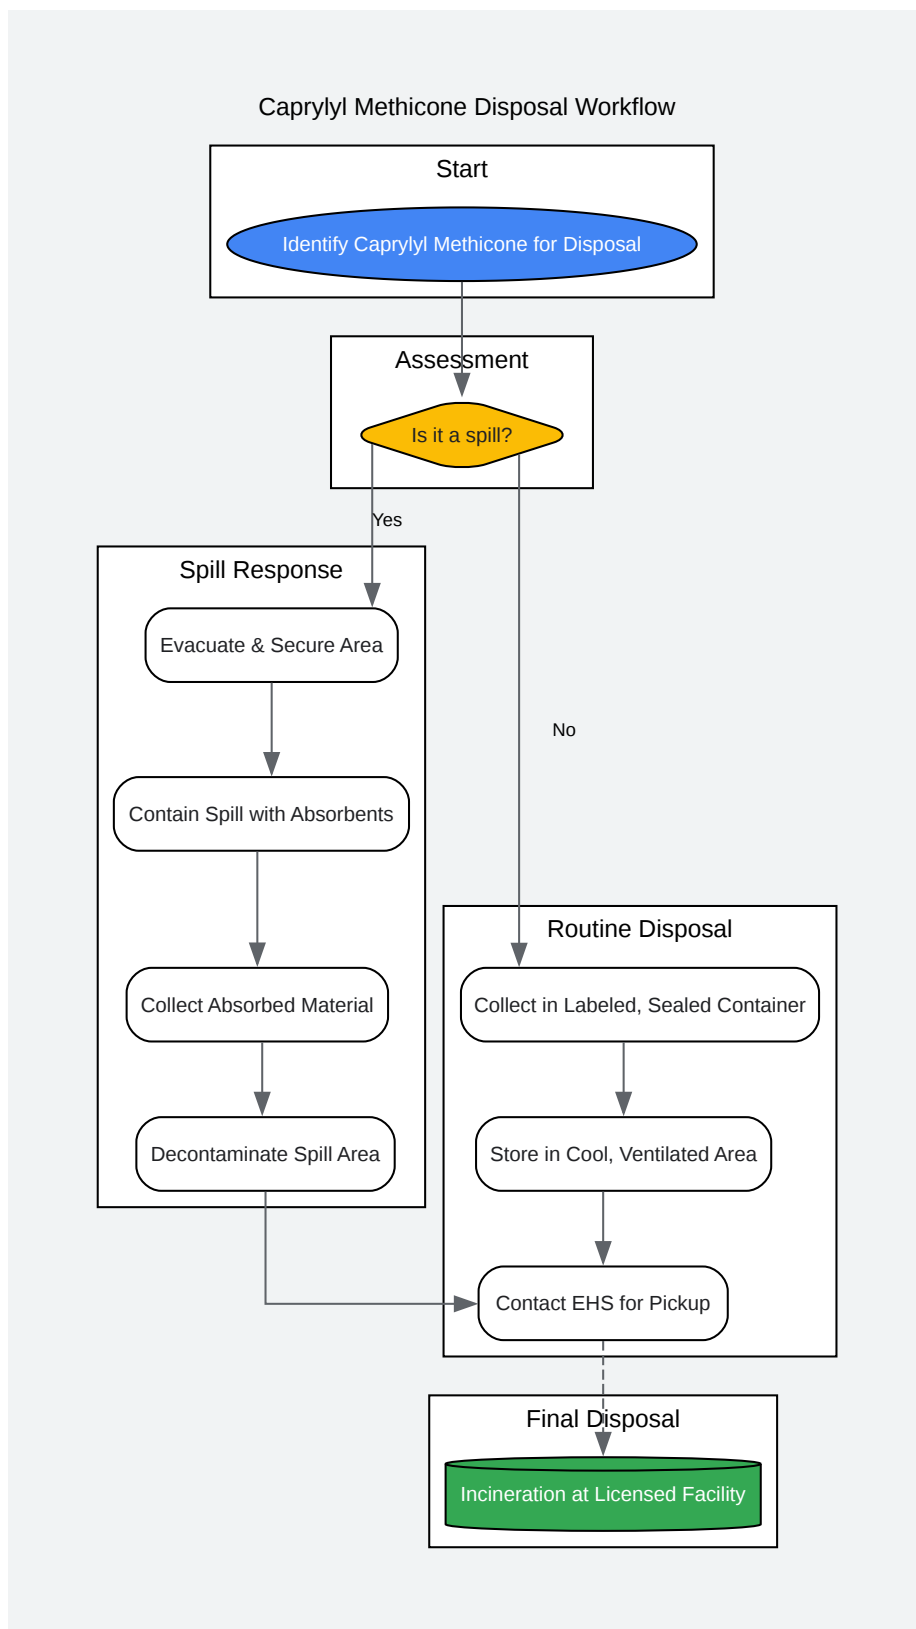 Caprylyl Methicone Disposal Workflow
Start
Identify Caprylyl Methicone for Disposal
Assessment
Is it a spill?
Yes
No
Spill Response
Evacuate & Secure Area
Contain Spill with Absorbents
Collect Absorbed Material
Decontaminate Spill Area
Routine Disposal
Collect in Labeled, Sealed Container
Store in Cool, Ventilated Area
Contact EHS for Pickup
Final Disposal
Incineration at Licensed Facility